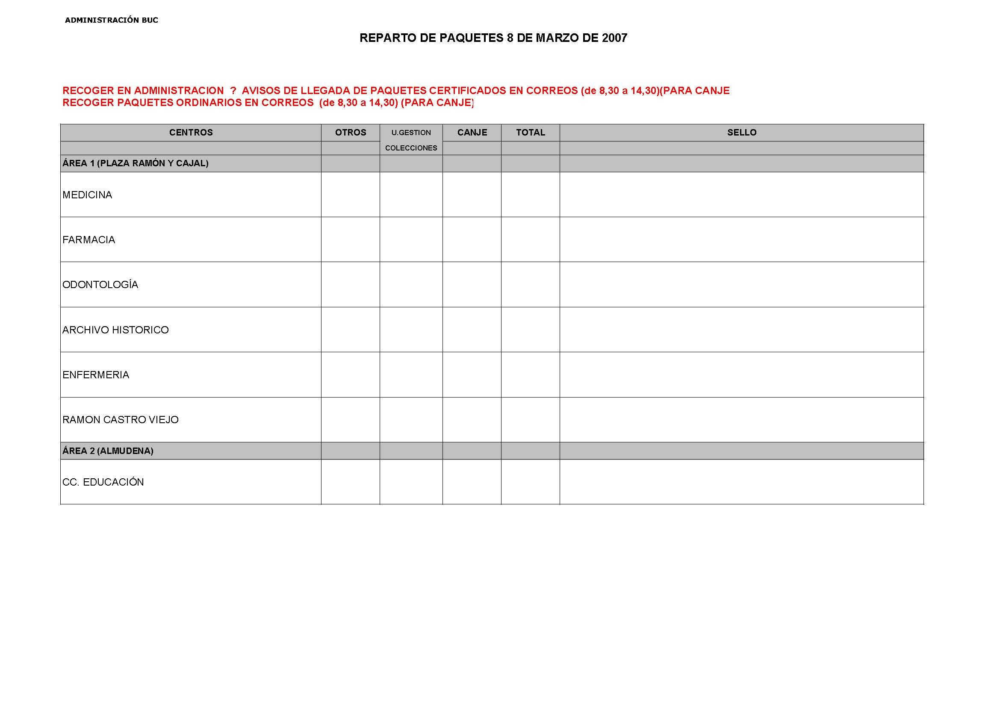 ADMINISTRACIÓN BUC
REPARTO DE PAQUETES 8 DE MARZO DE 2007
RECOGER EN ADMINISTRACION ? AVISOS DE LLEGADA DE PAQUETES CERTIFICADOS EN CORREOS (de 8,30 a 14,30)(PARA CANJE
RECOGER PAQUETES ORDINARIOS EN CORREOS (de 8,30 a 14,30) (PARA CANJE)
CENTROS OTROS U.GESTION CANJE TOTAL SELLO
COLECCIONES
ÁREA 1 (PLAZA RAMÓN Y CAJAL)
MEDICINA
FARMACIA
ODONTOLOGÍA
ARCHIVO HISTORICO
ENFERMERIA
RAMON CASTRO VIEJO
ÁREA 2 (ALMUDENA)
CC. EDUCACIÓN